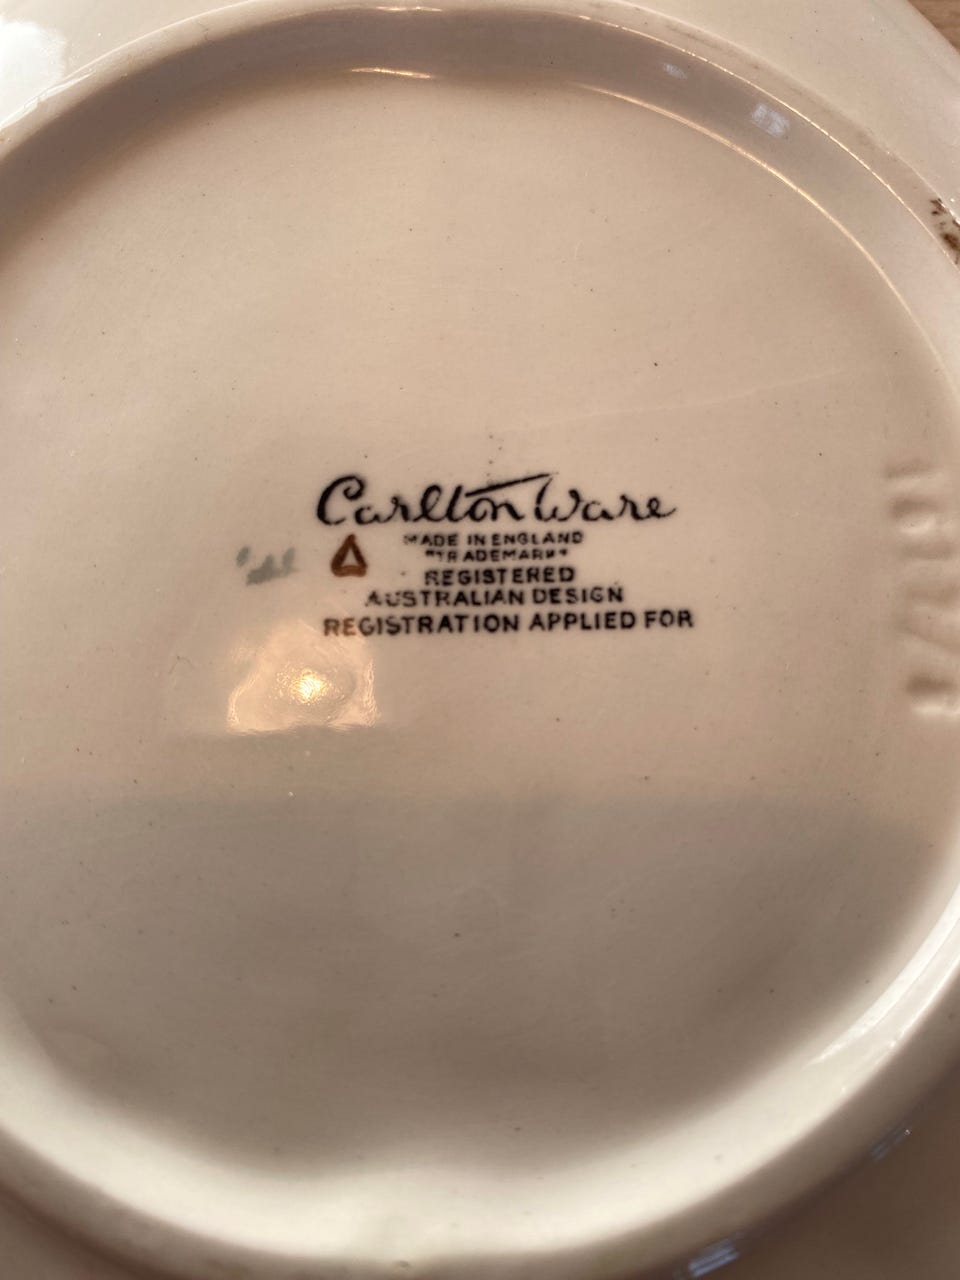 Carlton Ware
MADE IN ENGLAND
"TRADEMARK"
REGISTERED
AUSTRALIAN DESIGN
REGISTRATION APPLIED FOR